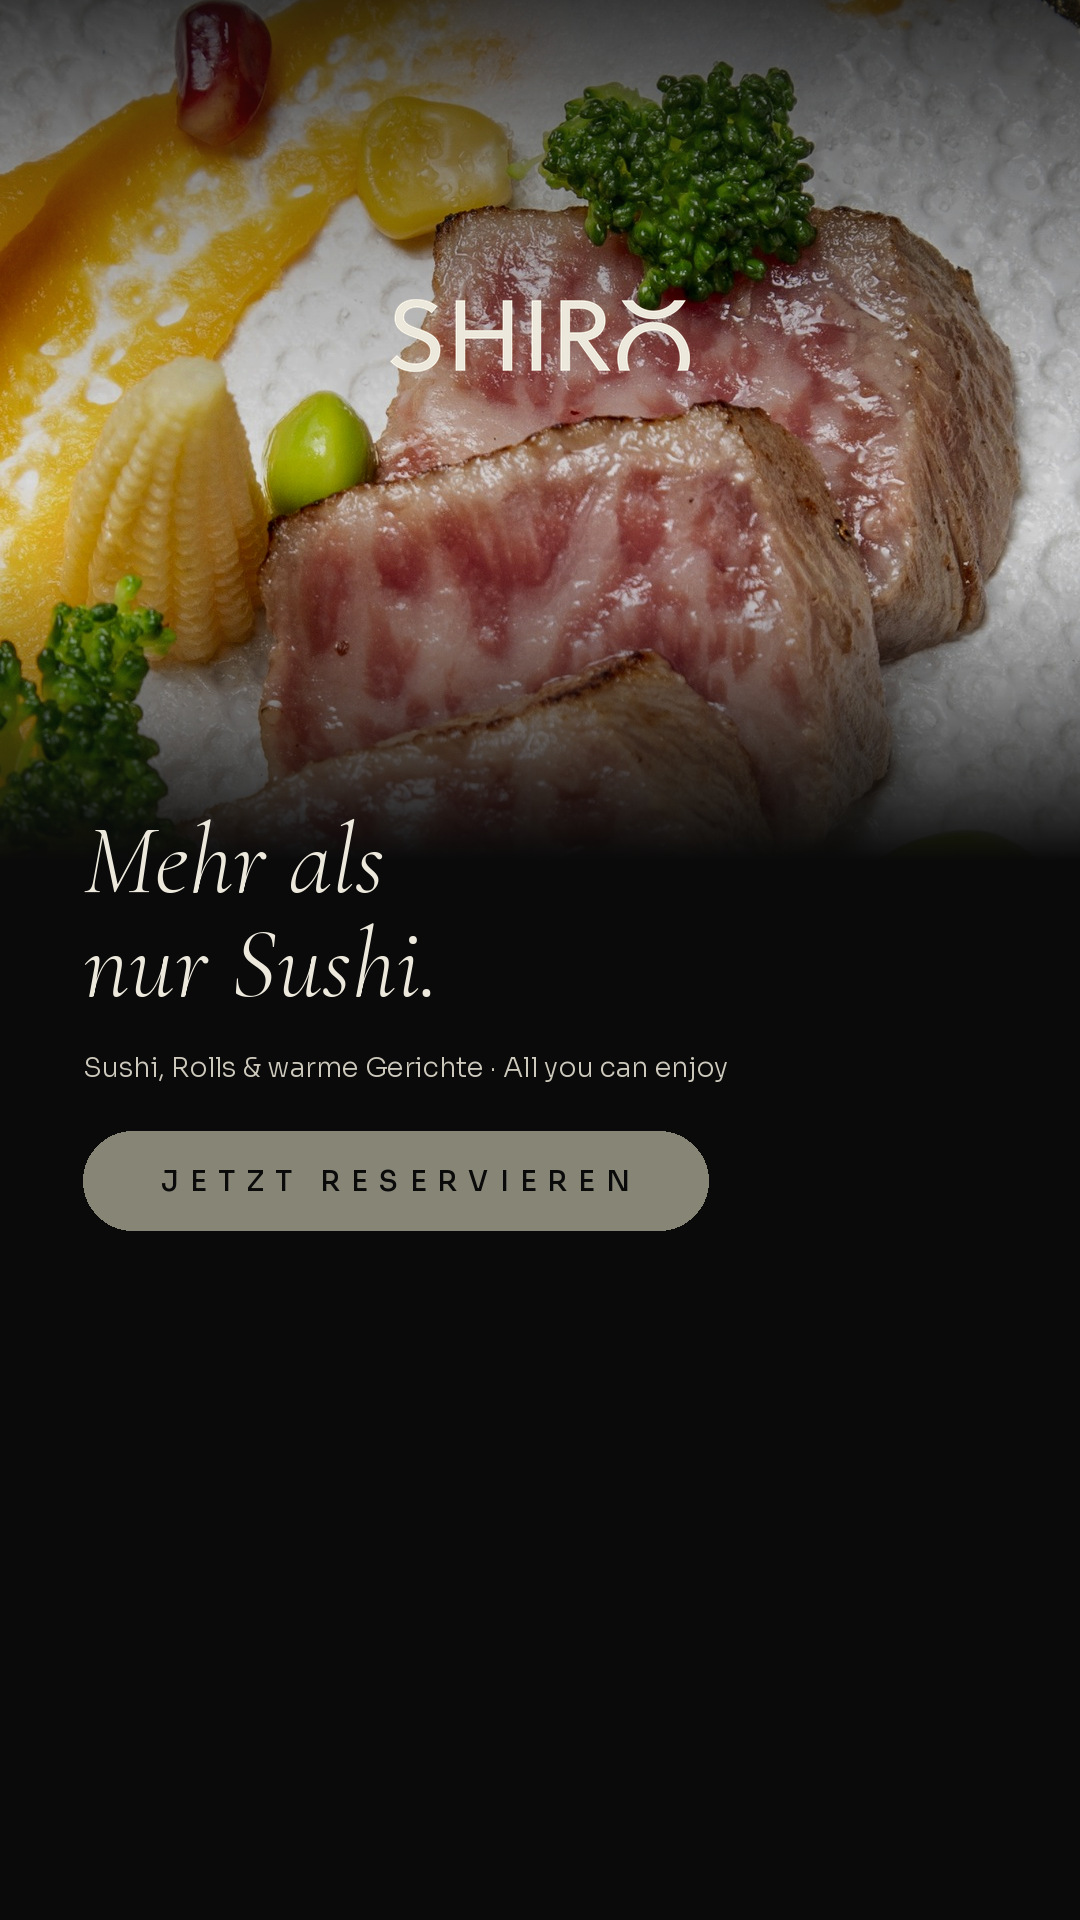 SHIRO
Mehr als
nur Sushi.
Sushi, Rolls & warme Gerichte · All you can enjoy
JETZT RESERVIEREN